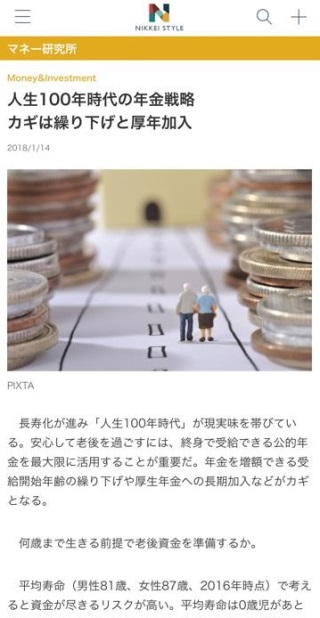 NIKKEI STYLE
マネー研究所
Money&Investment
人生100年時代の年金戦略
カギは繰り下げと厚年加入
2018/1/14
PIXTA
長寿化が進み「人生100年時代」が現実味を帯びてい
る。安心して老後を過ごすには、終身で受給できる公的年
金を最大限に活用することが重要だ。年金を増額できる受
給開始年齢の繰り下げや厚生年金への長期加入などがカギ
となる。
何歳まで生きる前提で老後資金を準備するか。
平均寿命（男性81歳、女性87歳、2016年時点）で考え
ると資金が尽きるリスクが高い。平均寿命は0歳児があと